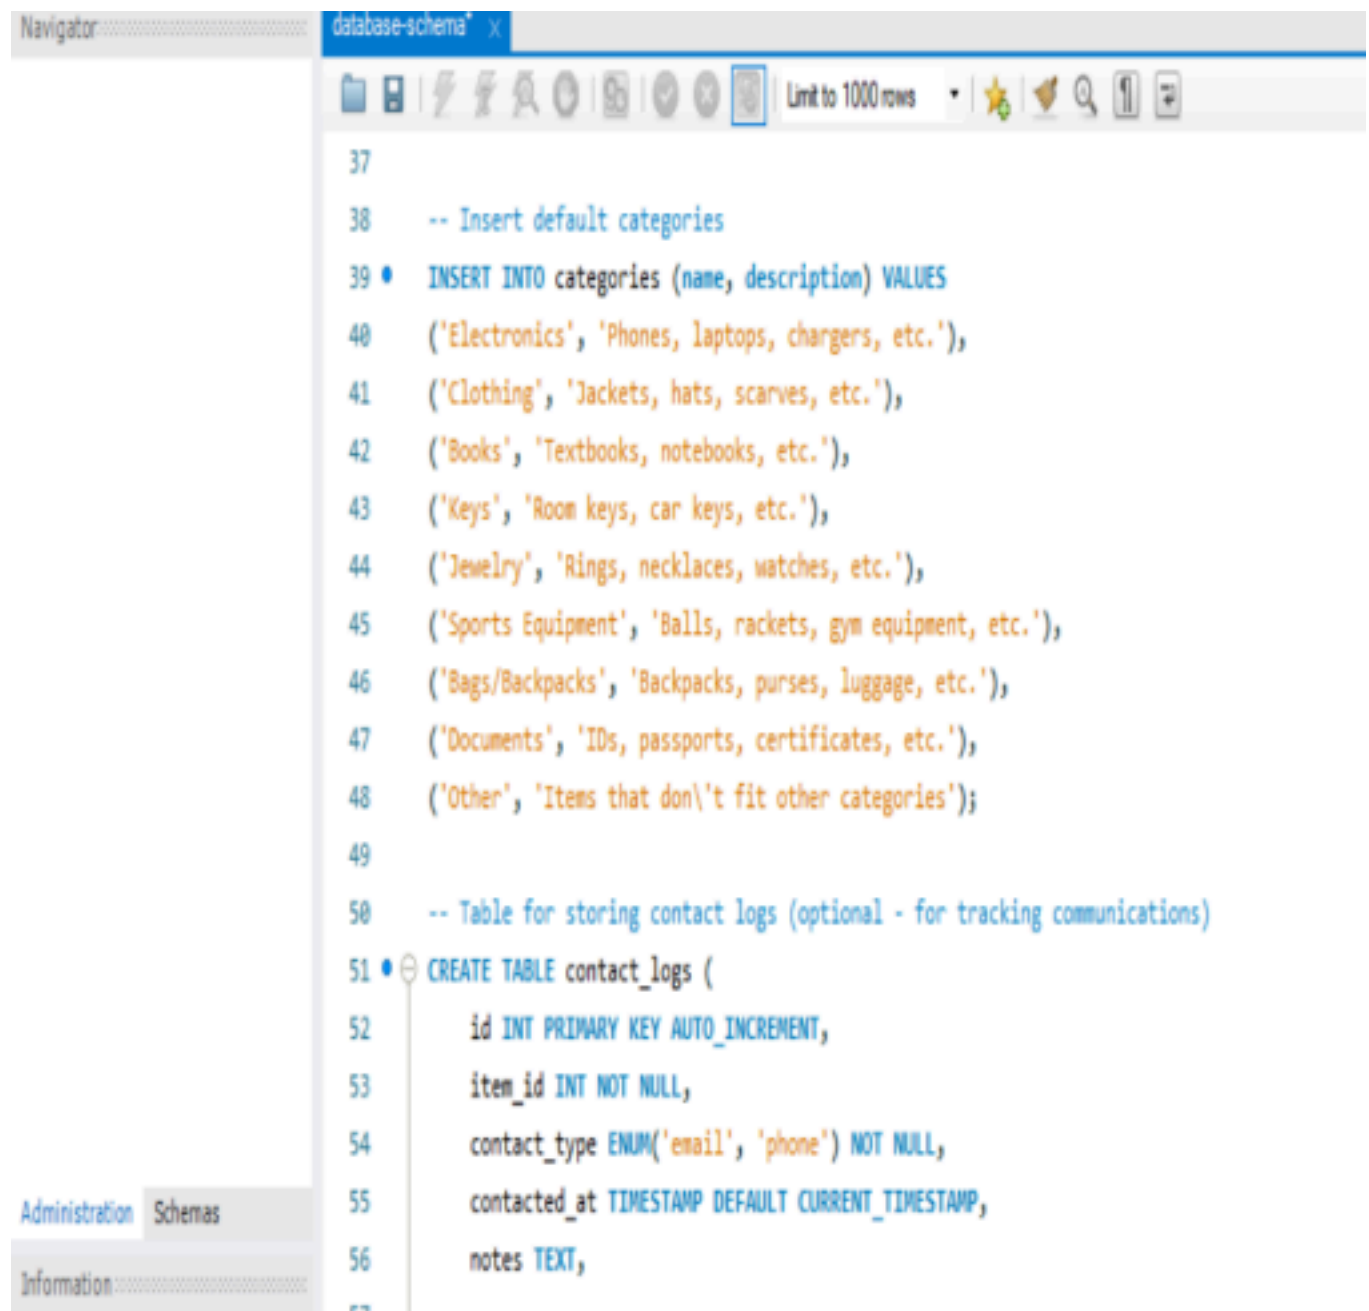 Navigator
database-schema* ×
Limit to 1000 rows
37
38 -- Insert default categories
39 INSERT INTO categories (name, description) VALUES
40 ('Electronics', 'Phones, laptops, chargers, etc.'),
41 ('Clothing', 'Jackets, hats, scarves, etc.'),
42 ('Books', 'Textbooks, notebooks, etc.'),
43 ('Keys', 'Room keys, car keys, etc.'),
44 ('Jewelry', 'Rings, necklaces, watches, etc.'),
45 ('Sports Equipment', 'Balls, rackets, gym equipment, etc.'),
46 ('Bags/Backpacks', 'Backpacks, purses, luggage, etc.'),
47 ('Documents', 'IDs, passports, certificates, etc.'),
48 ('Other', 'Items that don\'t fit other categories');
49
50 -- Table for storing contact logs (optional - for tracking communications)
51 CREATE TABLE contact_logs (
52 id INT PRIMARY KEY AUTO_INCREMENT,
53 item_id INT NOT NULL,
54 contact_type ENUM('email', 'phone') NOT NULL,
55 contacted_at TIMESTAMP DEFAULT CURRENT_TIMESTAMP,
56 notes TEXT,
Administration Schemas
Information